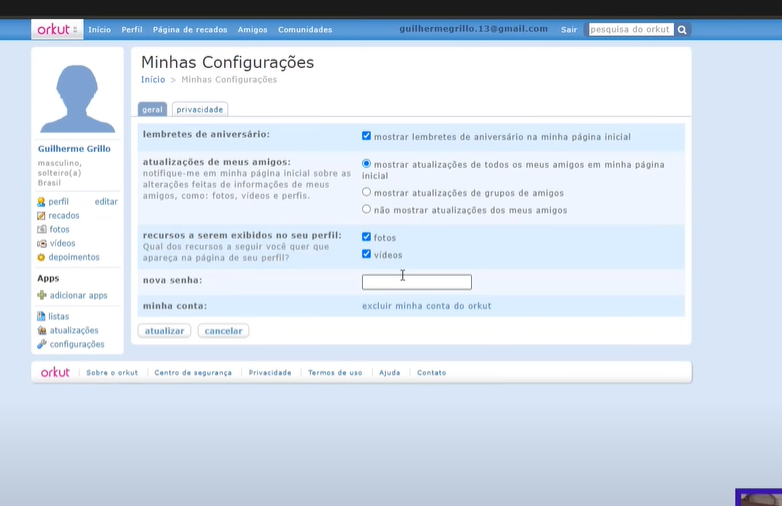 orkut Início Perfil Página de recados Amigos Comunidades guilhermegrillo.13@gmail.com Sair pesquisa do orkut
Minhas Configurações
Início > Minhas Configurações
geral privacidade
Guilherme Grillo
masculino,
solteiro(a)
Brasil
perfil editar
recados
fotos
vídeos
depoimentos
Apps
adicionar apps
listas
atualizações
configurações
lembretes de aniversário: mostrar lembretes de aniversário na minha página inicial
atualizações de meus amigos:
notifique-me em minha página inicial sobre as
alterações feitas de informações de meus
amigos, como: fotos, vídeos e perfis.
mostrar atualizações de todos os meus amigos em minha página
inicial
mostrar atualizações de grupos de amigos
não mostrar atualizações dos meus amigos
recursos a serem exibidos no seu perfil:
Qual dos recursos a seguir você quer que
apareça na página de seu perfil?
fotos
vídeos
nova senha:
minha conta: excluir minha conta do orkut
atualizar cancelar
orkut Sobre o orkut Centro de segurança Privacidade Termos de uso Ajuda Contato